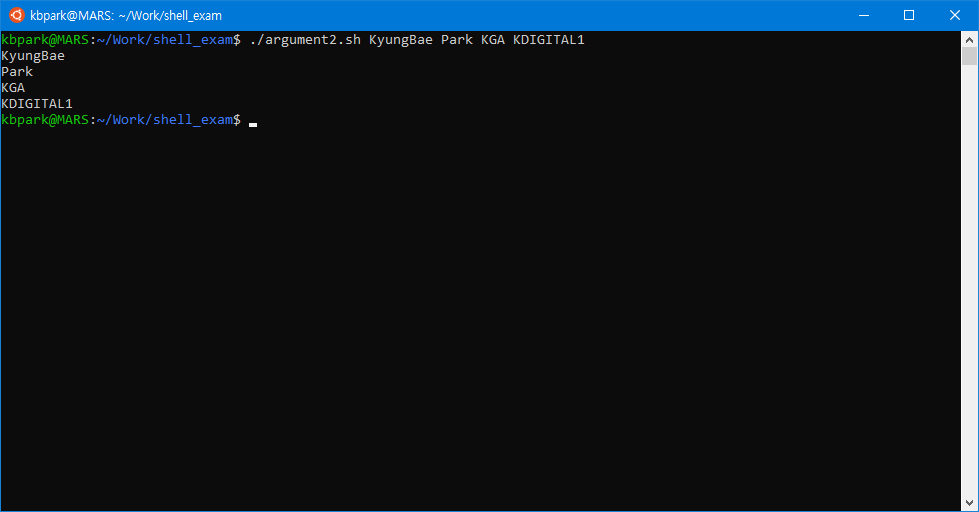 kbpark@MARS: ~/Work/shell_exam
kbpark@MARS:~/Work/shell_exam$ ./argument2.sh KyungBae Park KGA KDIGITAL1
KyungBae
Park
KGA
KDIGITAL1
kbpark@MARS:~/Work/shell_exam$